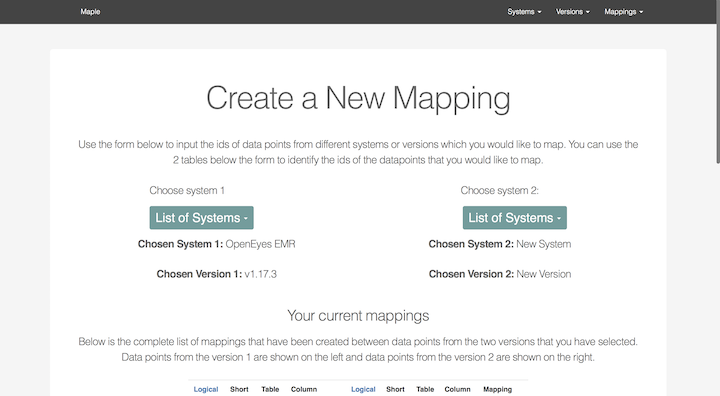 Maple Systems Versions Mappings
Create a New Mapping
Use the form below to input the ids of data points from different systems or versions which you would like to map. You can use the
2 tables below the form to identify the ids of the datapoints that you would like to map.
Choose system 1
Choose system 2:
List of Systems
List of Systems
Chosen System 1: OpenEyes EMR
Chosen System 2: New System
Chosen Version 1: v1.17.3
Chosen Version 2: New Version
Your current mappings
Below is the complete list of mappings that have been created between data points from the two versions that you have selected.
Data points from the version 1 are shown on the left and data points from the version 2 are shown on the right.
Logical Short Table Column Logical Short Table Column Mapping